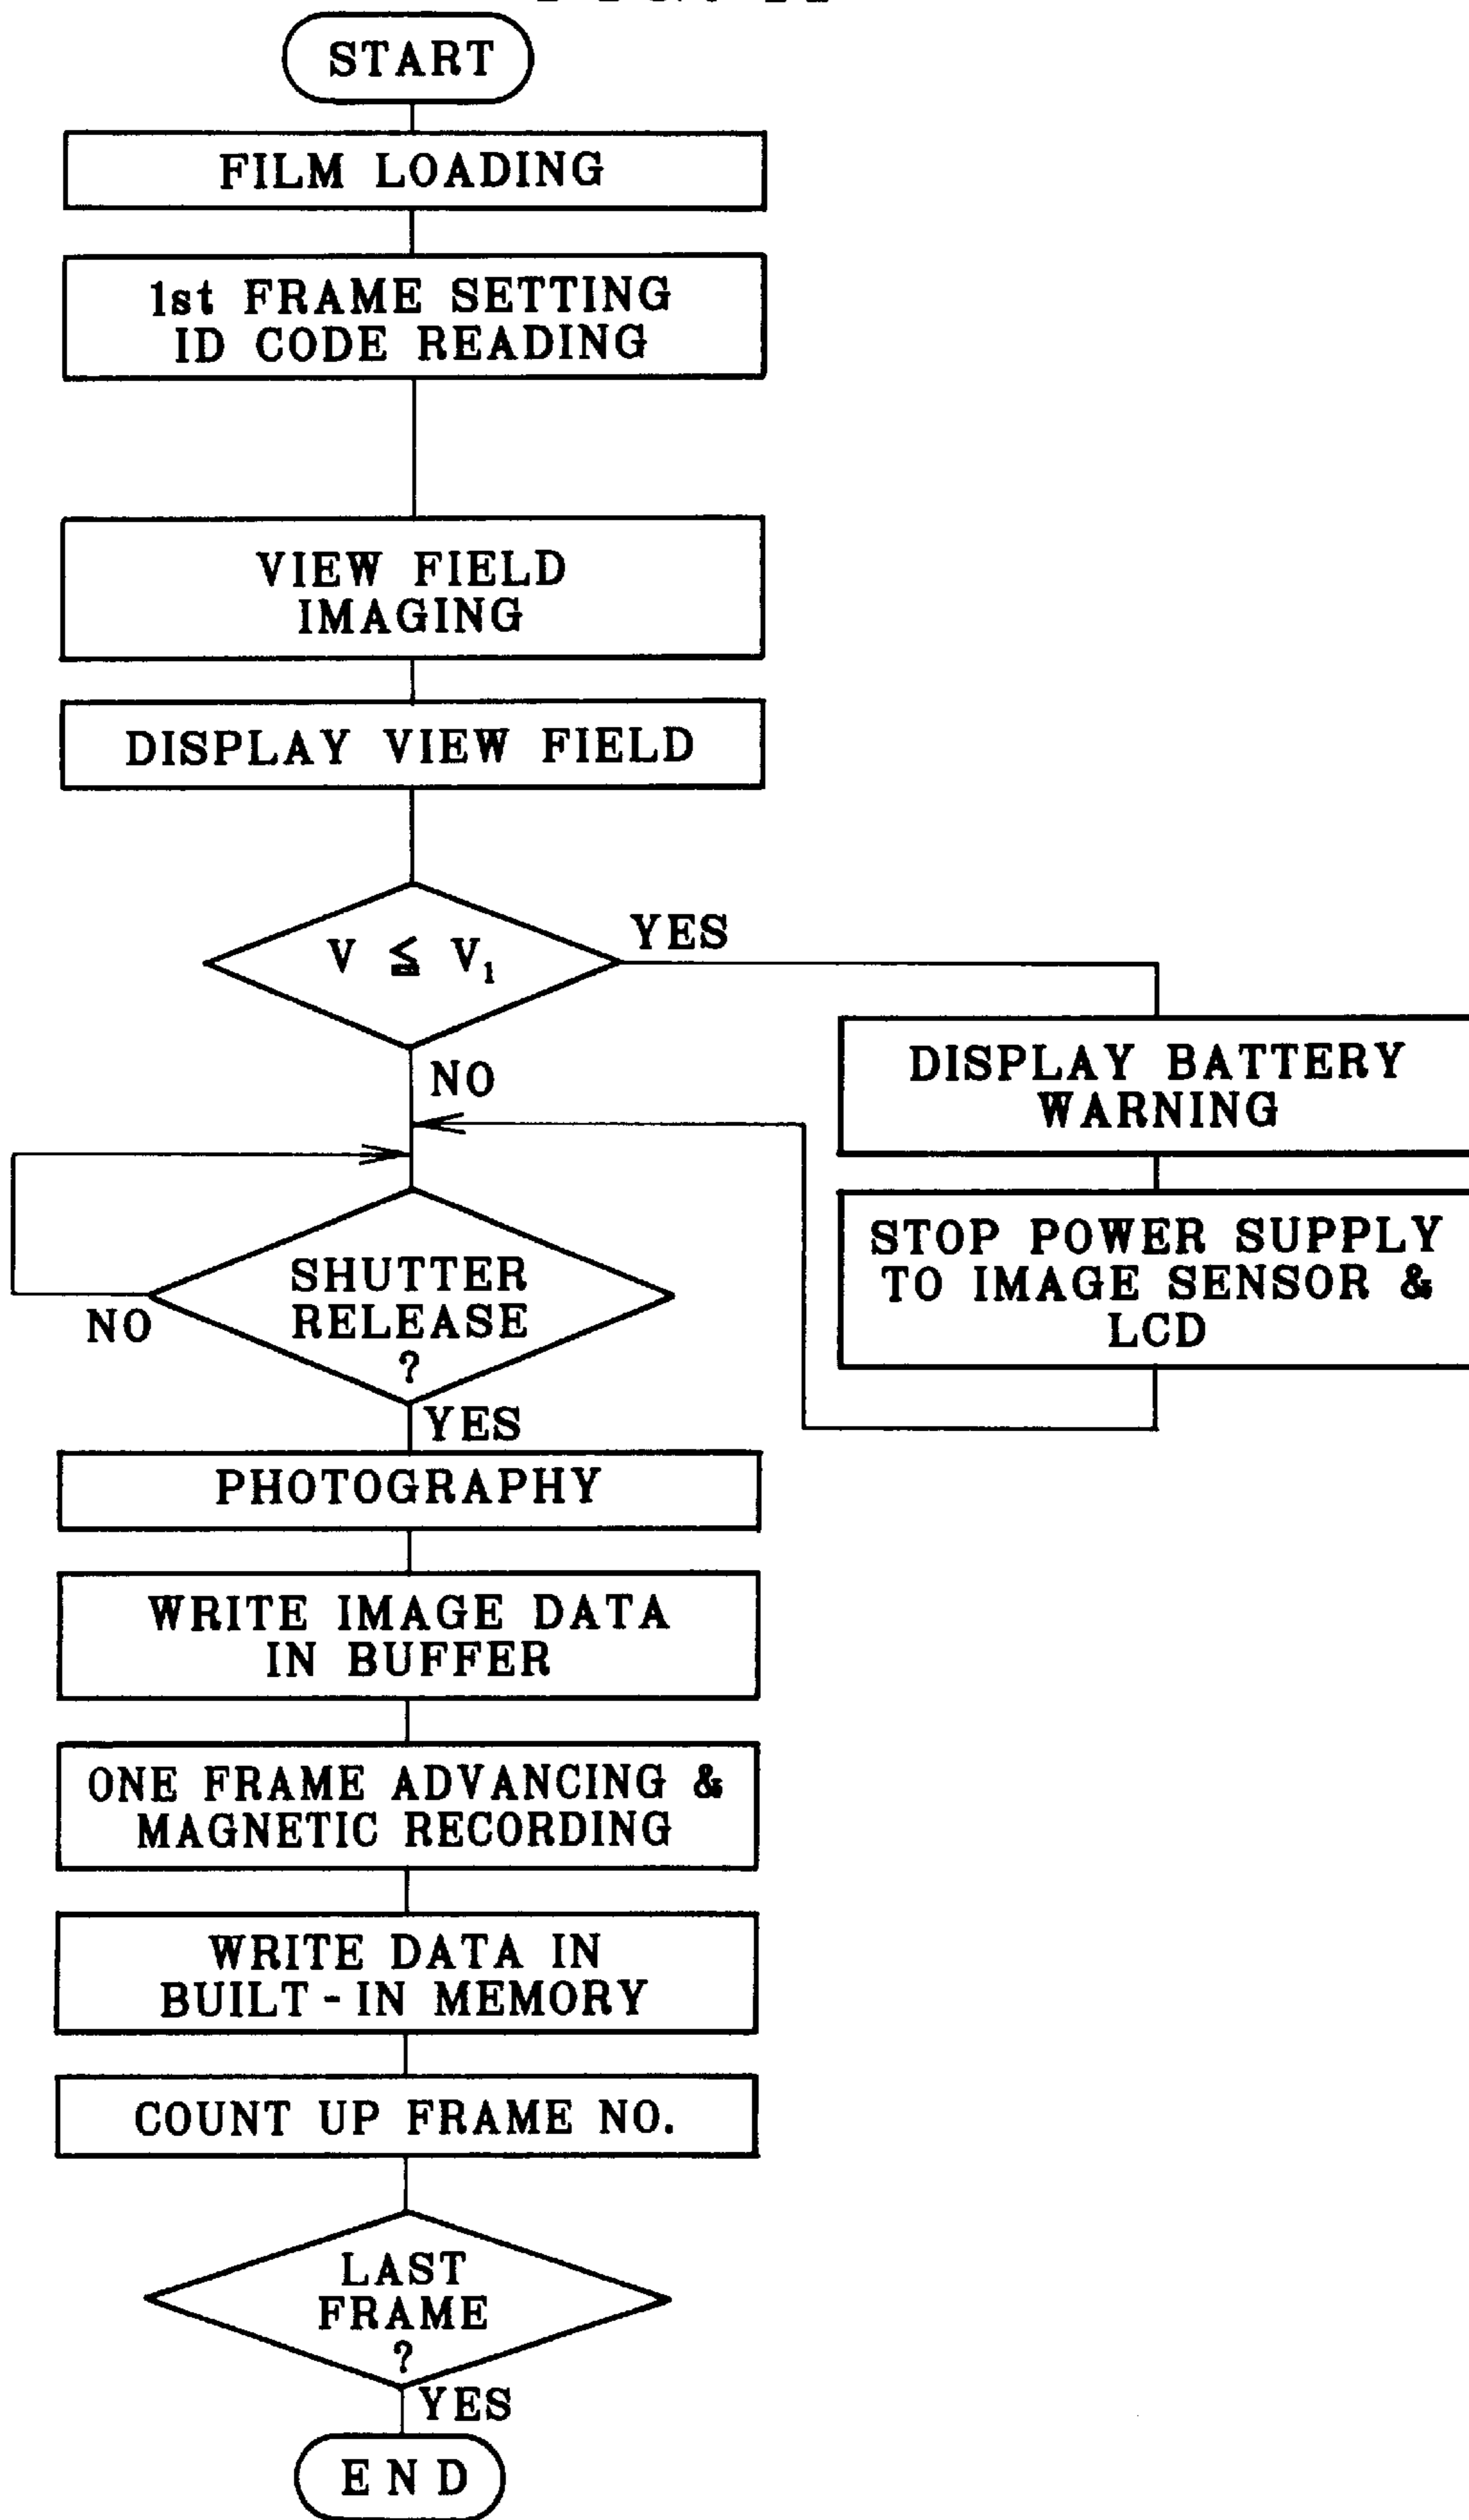 START
FILM LOADING
1st FRAME SETTING
ID CODE READING
VIEW FIELD
IMAGING
DISPLAY VIEW FIELD
V ≦ V₁
YES
NO
DISPLAY BATTERY
WARNING
STOP POWER SUPPLY
TO IMAGE SENSOR &
LCD
SHUTTER
RELEASE
?
NO
YES
PHOTOGRAPHY
WRITE IMAGE DATA
IN BUFFER
ONE FRAME ADVANCING &
MAGNETIC RECORDING
WRITE DATA IN
BUILT-IN MEMORY
COUNT UP FRAME NO.
LAST
FRAME
?
YES
END